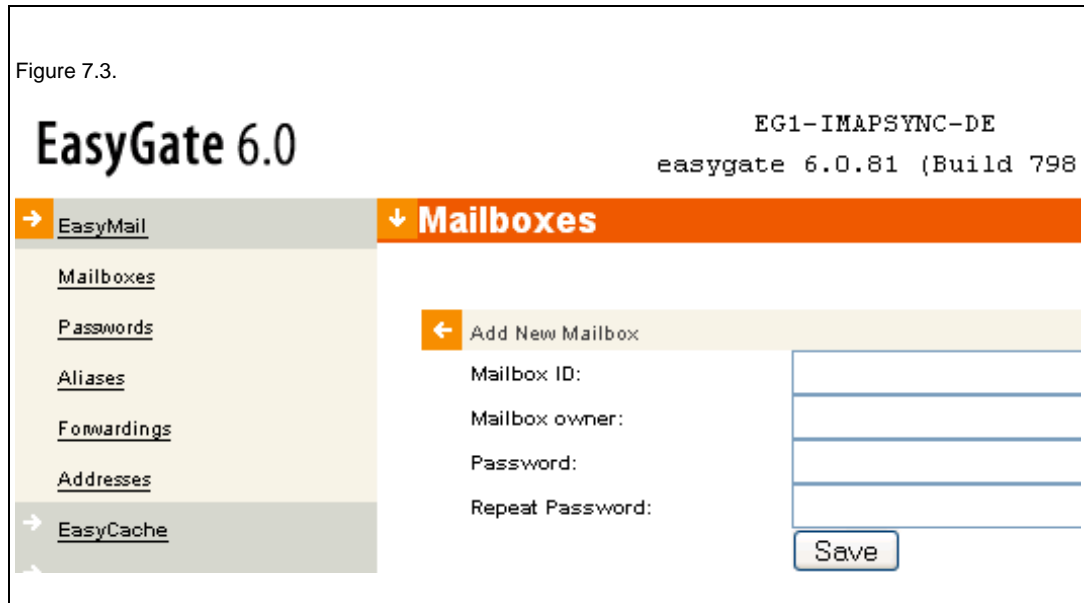 Figure 7.3.
EasyGate 6.0
EG1-IMAPSYNC-DE
easygate 6.0.81 (Build 798
EasyMail
Mailboxes
Passwords
Aliases
Forwardings
Addresses
EasyCache
Mailboxes
Add New Mailbox
Mailbox ID:
Mailbox owner:
Password:
Repeat Password:
Save